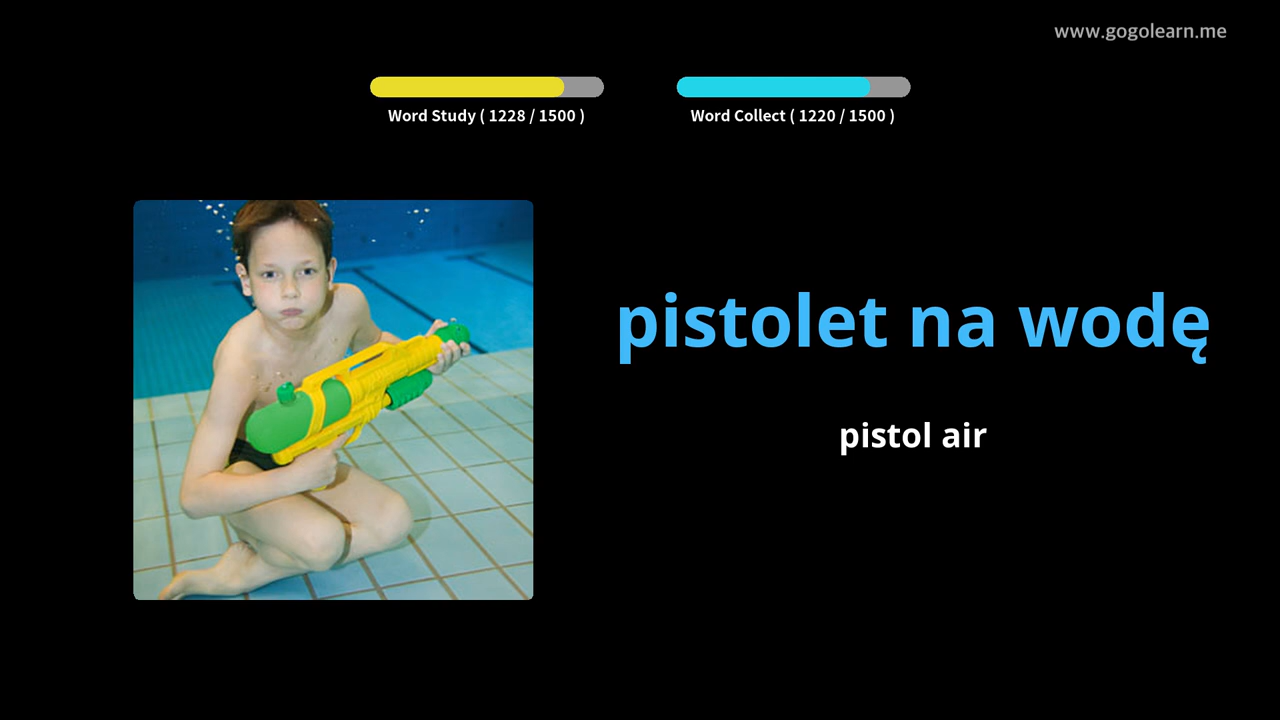 www.gogolearn.me
Word Study ( 1228 / 1500 )
Word Collect ( 1220 / 1500 )
pistolet na wodę
pistol air